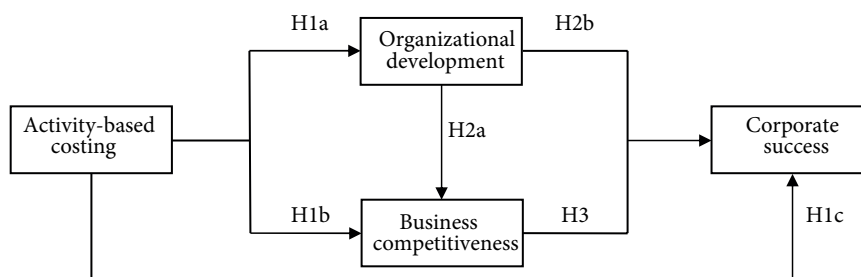 H1a
Organizational
development
H2b
Activity-based
costing
H2a
Corporate
success
H1b
Business
competitiveness
H3
H1c